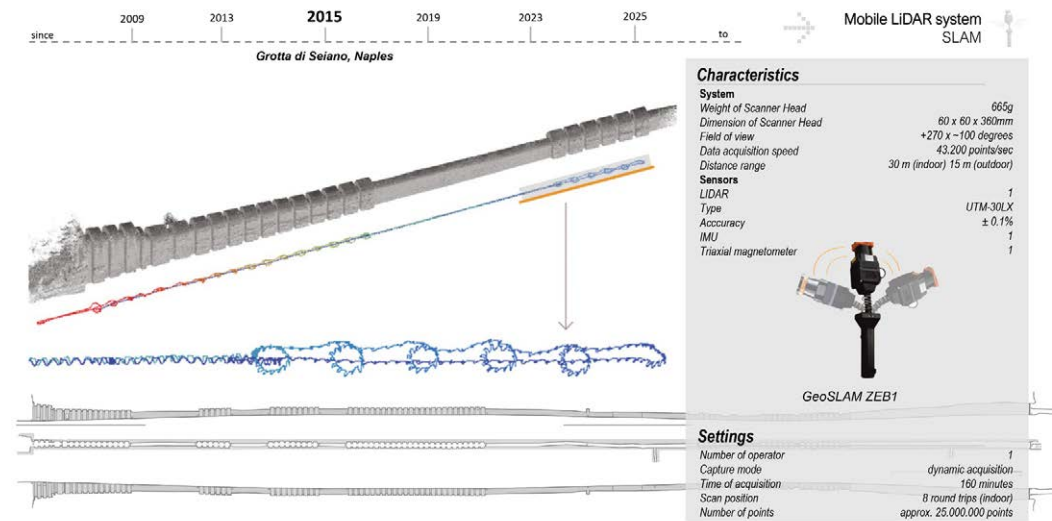 2009 2013 2015 2019 2023 2025
since to
Mobile LiDAR system
SLAM
Grotta di Seiano, Naples
Characteristics
System
Weight of Scanner Head 665g
Dimension of Scanner Head 60 x 60 x 360mm
Field of view +270 x ~100 degrees
Data acquisition speed 43.200 points/sec
Distance range 30 m (indoor) 15 m (outdoor)
Sensors
LIDAR 1
Type UTM-30LX
Acccuracy ± 0.1%
IMU 1
Triaxial magnetometer 1
GeoSLAM ZEB1
Settings
Number of operator 1
Capture mode dynamic acquisition
Time of acquisition 160 minutes
Scan position 8 round trips (indoor)
Number of points approx. 25.000.000 points